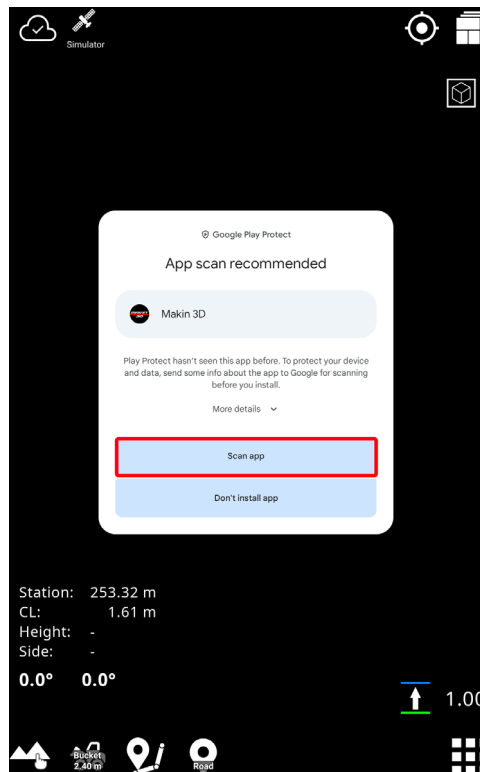 Simulator
Google Play Protect
App scan recommended
Makin 3D
Play Protect hasn't seen this app before. To protect your device
and data, send some info about the app to Google for scanning
before you install.
More details
Scan app
Don't install app
Station: 253.32 m
CL: 1.61 m
Height: -
Side: -
0.0° 0.0°
1.00
Bucket
2.40 m
Road